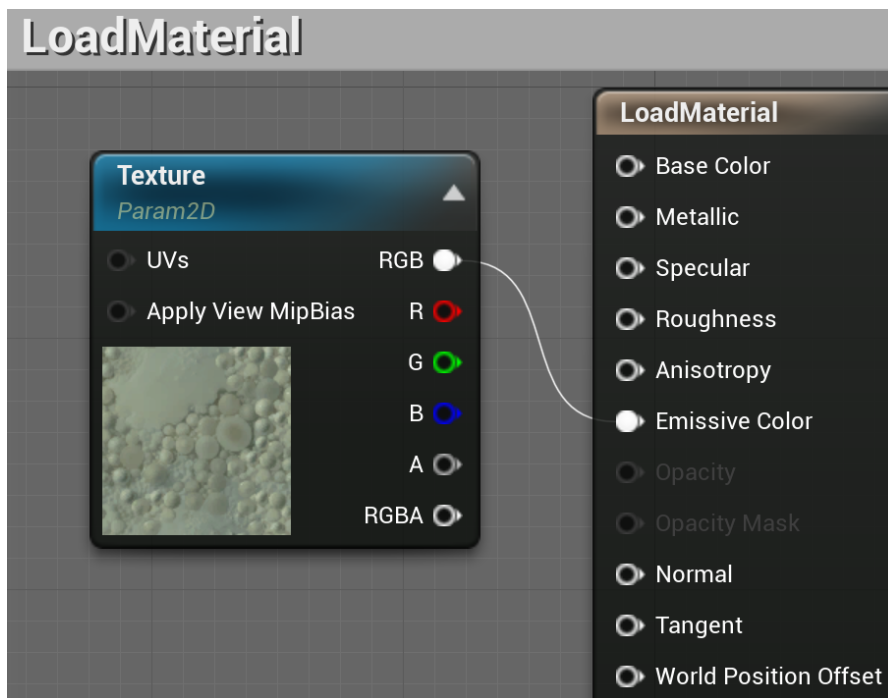 LoadMaterial
Texture
Param2D
UVs RGB
Apply View MipBias R
G
B
A
RGBA
LoadMaterial
Base Color
Metallic
Specular
Roughness
Anisotropy
Emissive Color
Opacity
Opacity Mask
Normal
Tangent
World Position Offset